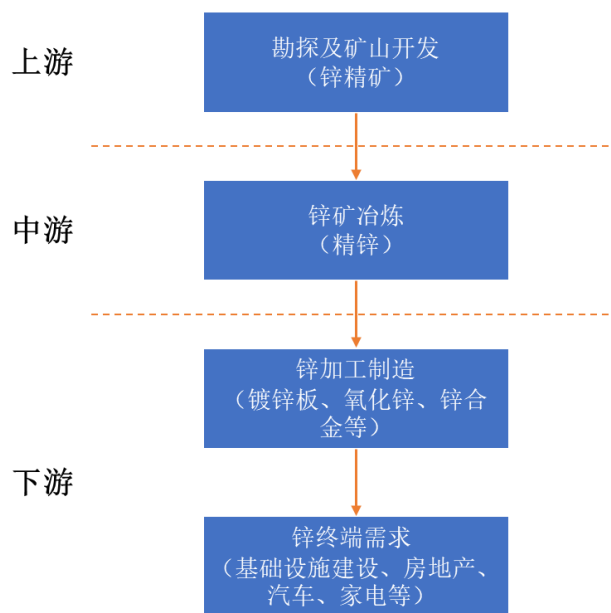 上游
勘探及矿山开发
（锌精矿）
中游
锌矿冶炼
（精锌）
锌加工制造
（镀锌板、氧化锌、锌合
金等）
下游
锌终端需求
（基础设施建设、房地产、
汽车、家电等）